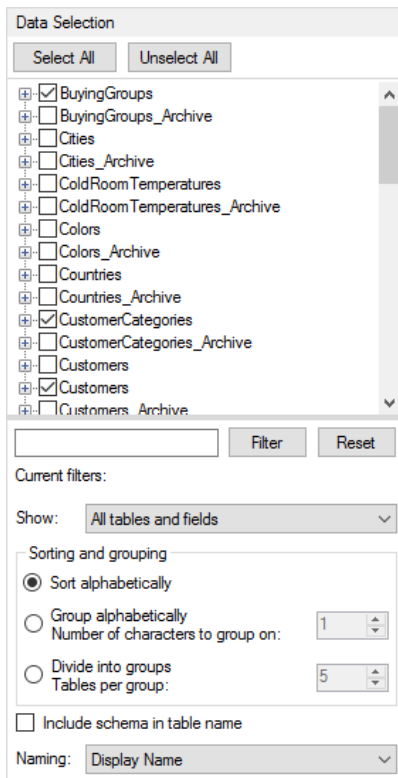 Data Selection
Select All Unselect All
BuyingGroups
BuyingGroups_Archive
Cities
Cities_Archive
ColdRoomTemperatures
ColdRoomTemperatures_Archive
Colors
Colors_Archive
Countries
Countries_Archive
CustomerCategories
CustomerCategories_Archive
Customers
Customers
Customers_Archive
Filter Reset
Current filters:
Show: All tables and fields
Sorting and grouping
Sort alphabetically
Group alphabetically
Number of characters to group on: 1
Divide into groups
Tables per group: 5
Include schema in table name
Naming: Display Name